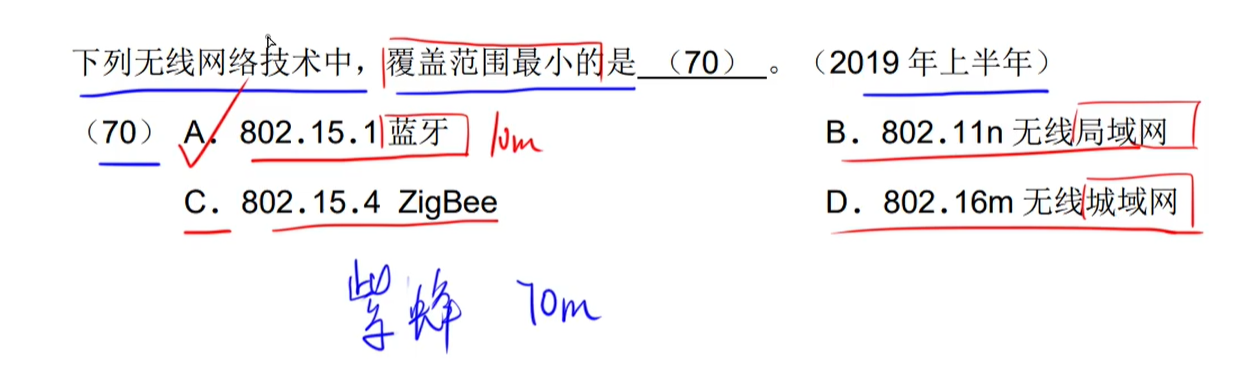 下列无线网络技术中，覆盖范围最小的是 （70） 。（2019 年上半年）
（70） A. 802.15.1 蓝牙 10m B. 802.11n 无线局域网
C. 802.15.4 ZigBee D. 802.16m 无线城域网
紫蜂 70m